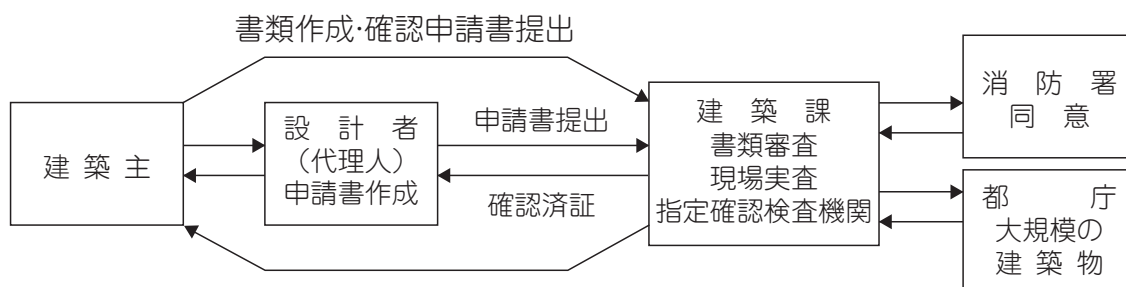 書類作成・確認申請書提出
建築主
設計者
（代理人）
申請書作成
申請書提出
確認済証
建築課
書類審査
現場実査
指定確認検査機関
消防署
同意
都庁
大規模の
建築物